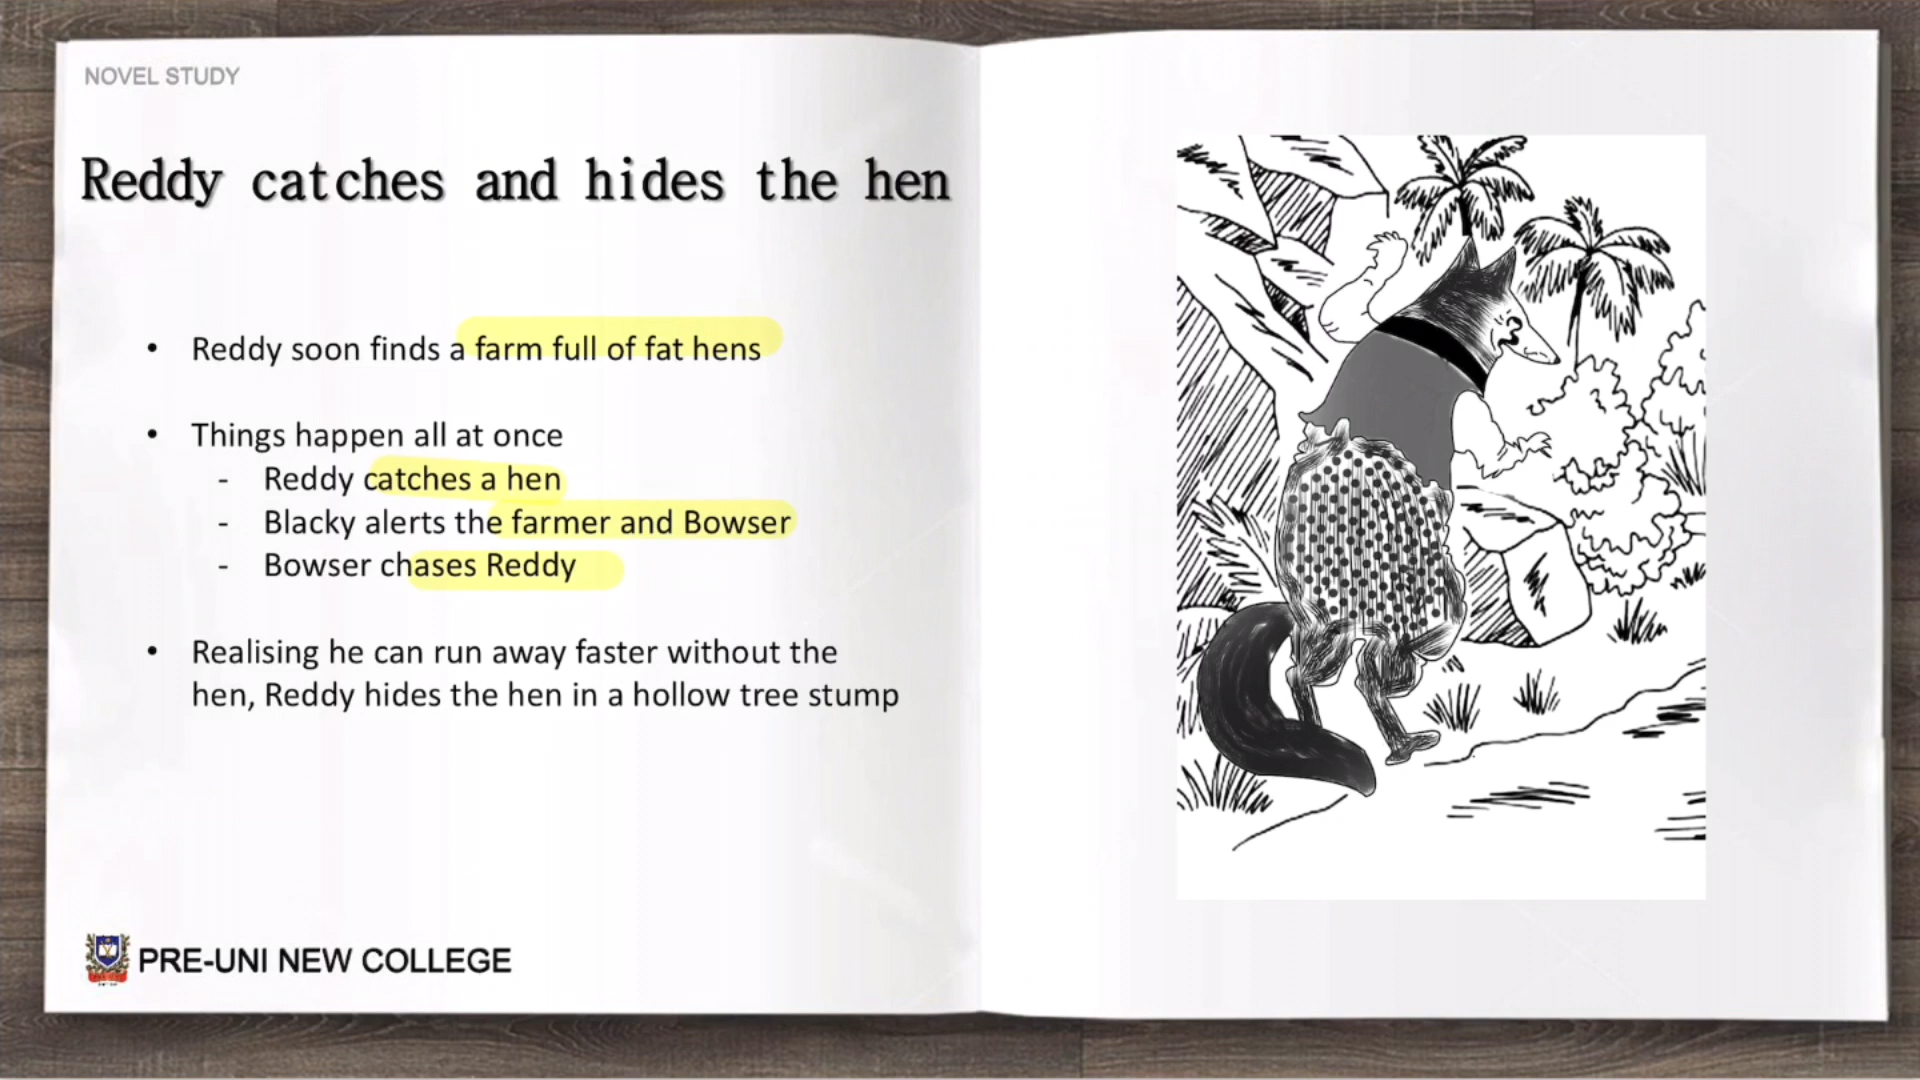 NOVEL STUDY
Reddy catches and hides the hen
• Reddy soon finds a farm full of fat hens
• Things happen all at once
- Reddy catches a hen
- Blacky alerts the farmer and Bowser
- Bowser chases Reddy
• Realising he can run away faster without the
hen, Reddy hides the hen in a hollow tree stump
PRE-UNI NEW COLLEGE